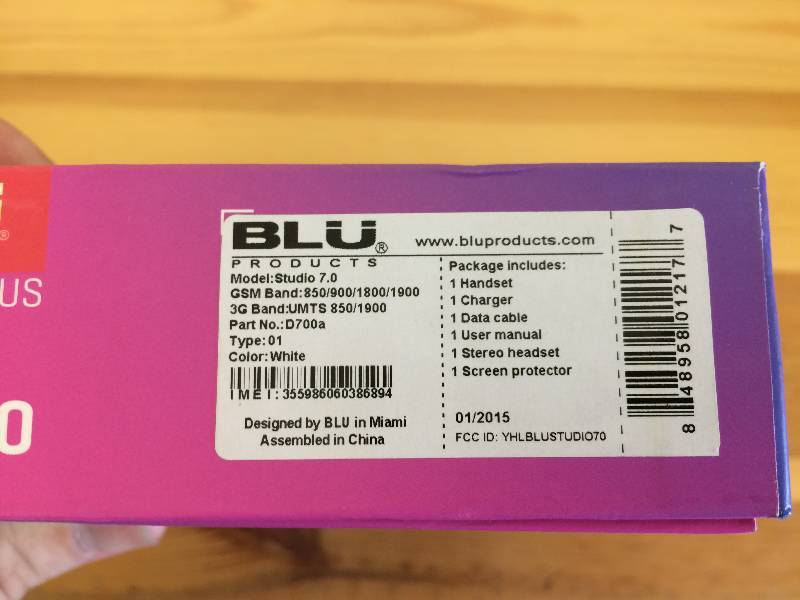 i
®
US
0
BLU®
PRODUCTS
www.bluproducts.com
Model:Studio 7.0
GSM Band:850/900/1800/1900
3G Band:UMTS 850/1900
Part No.:D700a
Type:01
Color:White
IMEI:355986060386894
Designed by BLU in Miami
Assembled in China
Package includes:
1 Handset
1 Charger
1 Data cable
1 User manual
1 Stereo headset
1 Screen protector
01/2015
FCC ID: YHLBLUSTUDIO70
8 48958 01217 7